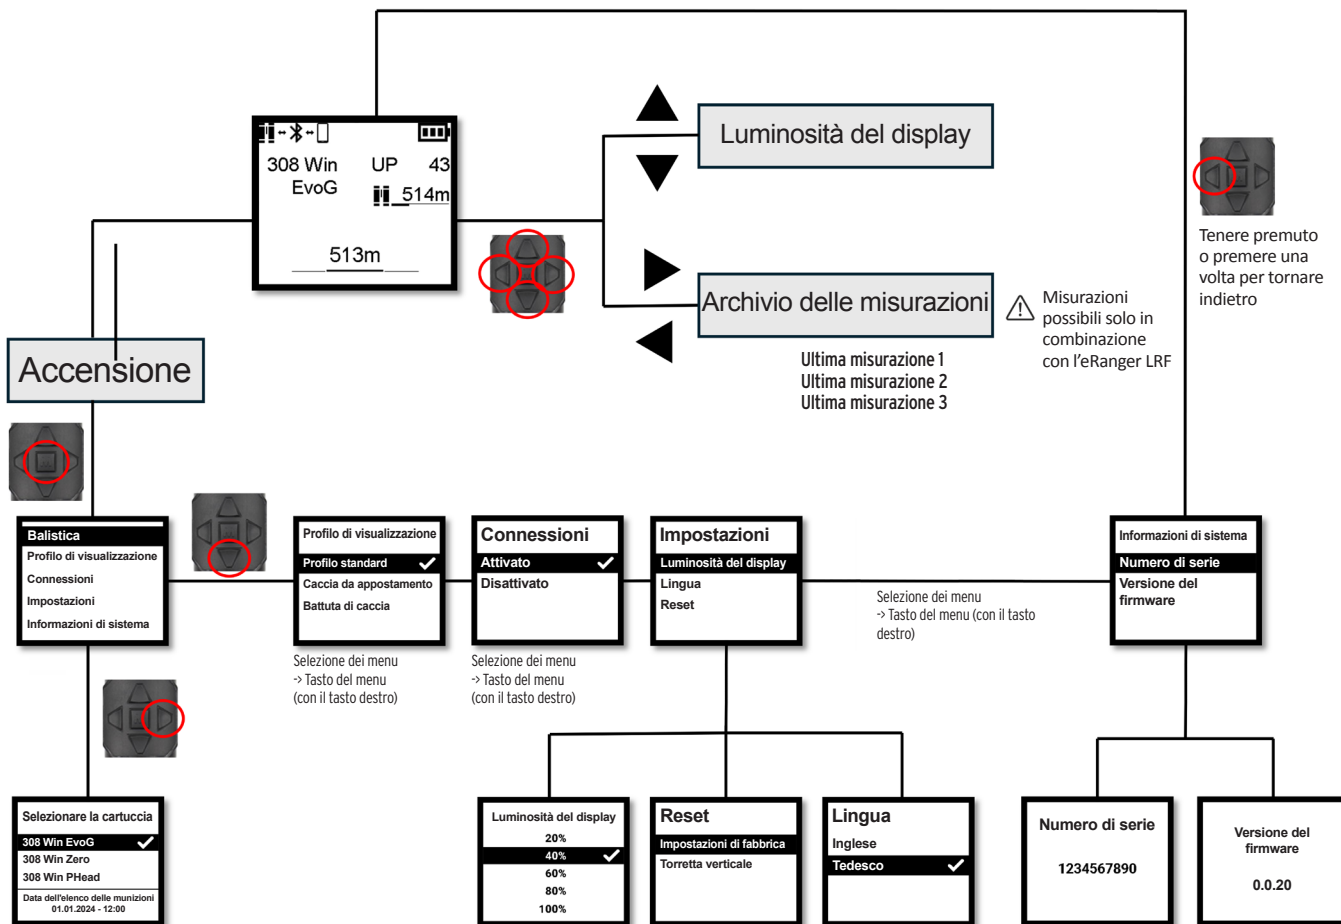 308 Win UP 43
EvoG
514m
513m
Luminosità del display
Archivio delle misurazioni
Ultima misurazione 1
Ultima misurazione 2
Ultima misurazione 3
Misurazioni
possibili solo in
combinazione
con l'eRanger LRF
Tenere premuto
o premere una
volta per tornare
indietro
Accensione
Balistica
Profilo di visualizzazione
Connessioni
Impostazioni
Informazioni di sistema
Profilo di visualizzazione
Profilo standard
Caccia da appostamento
Battuta di caccia
Selezione dei menu
-> Tasto del menu
(con il tasto destro)
Connessioni
Attivato
Disattivato
Selezione dei menu
-> Tasto del menu
(con il tasto destro)
Impostazioni
Luminosità del display
Lingua
Reset
Selezione dei menu
-> Tasto del menu (con il tasto
destro)
Informazioni di sistema
Numero di serie
Versione del
firmware
Selezionare la cartuccia
308 Win EvoG
308 Win Zero
308 Win PHead
Data dell'elenco delle munizioni
01.01.2024 - 12:00
Luminosità del display
20%
40%
60%
80%
100%
Reset
Impostazioni di fabbrica
Torretta verticale
Lingua
Inglese
Tedesco
Numero di serie
1234567890
Versione del
firmware
0.0.20